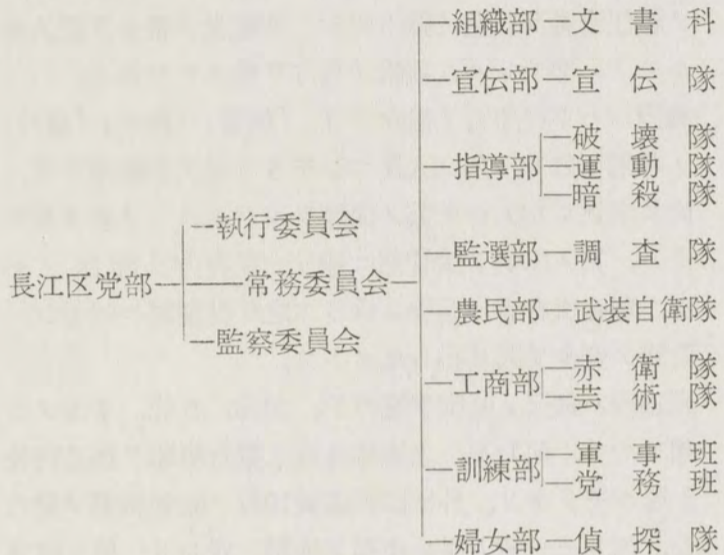 組織部 文書科
宣伝部 宣伝隊
指導部 破壊隊
運動隊
暗殺隊
執行委員会
監選部 調査隊
長江区党部 常務委員会
農民部 武装自衛隊
監察委員会
工商部 赤衛隊
芸術隊
訓練部 軍事班
党務班
婦女部 偵探隊